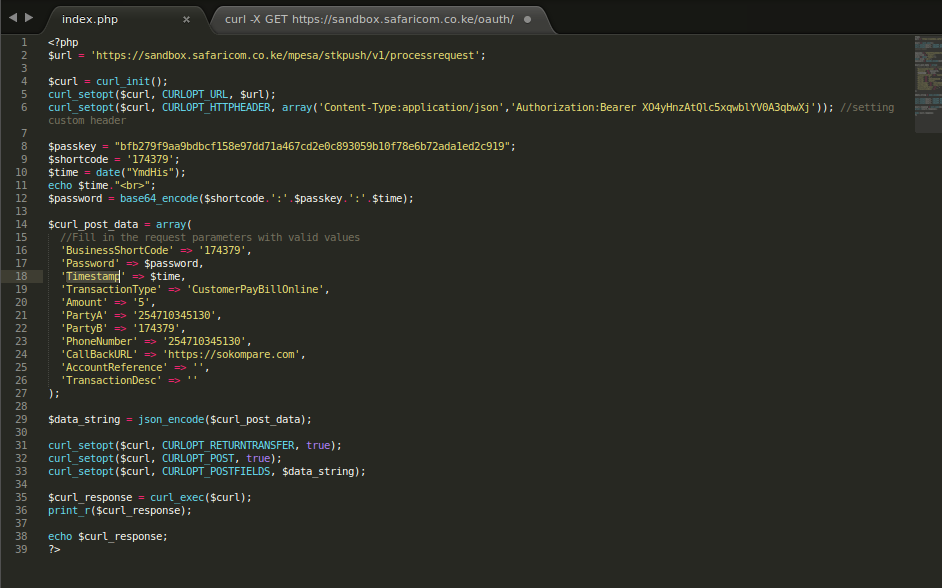 index.php ×
curl -X GET https://sandbox.safaricom.co.ke/oauth/
1 <?php
2 $url = 'https://sandbox.safaricom.co.ke/mpesa/stkpush/v1/processrequest';
3
4 $curl = curl_init();
5 curl_setopt($curl, CURLOPT_URL, $url);
6 curl_setopt($curl, CURLOPT_HTTPHEADER, array('Content-Type:application/json','Authorization:Bearer XO4yHnzAtQlc5xqwblYV0A3qbwXj')); //setting
custom header
7
8 $passkey = "bfb279f9aa9bdbcf158e97dd71a467cd2e0c893059b10f78e6b72ada1ed2c919";
9 $shortcode = '174379';
10 $time = date("YmdHis");
11 echo $time."<br>";
12 $password = base64_encode($shortcode.':'.$passkey.':'.$time);
13
14 $curl_post_data = array(
15 //Fill in the request parameters with valid values
16 'BusinessShortCode' => '174379',
17 'Password' => $password,
18 'Timestamp' => $time,
19 'TransactionType' => 'CustomerPayBillOnline',
20 'Amount' => '5',
21 'PartyA' => '254710345130',
22 'PartyB' => '174379',
23 'PhoneNumber' => '254710345130',
24 'CallBackURL' => 'https://sokompare.com',
25 'AccountReference' => '',
26 'TransactionDesc' => ''
27 );
28
29 $data_string = json_encode($curl_post_data);
30
31 curl_setopt($curl, CURLOPT_RETURNTRANSFER, true);
32 curl_setopt($curl, CURLOPT_POST, true);
33 curl_setopt($curl, CURLOPT_POSTFIELDS, $data_string);
34
35 $curl_response = curl_exec($curl);
36 print_r($curl_response);
37
38 echo $curl_response;
39 ?>